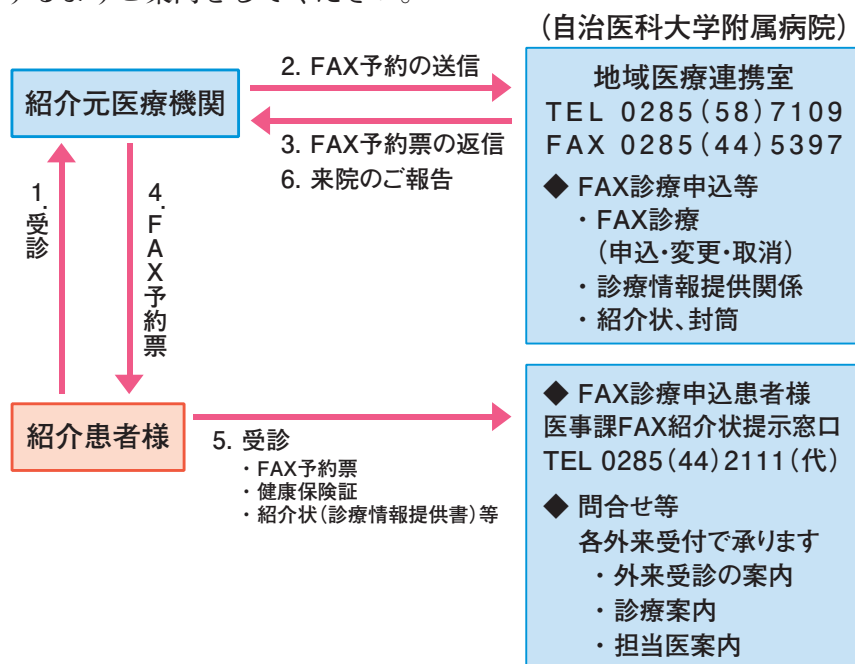 (自治医科大学附属病院)
紹介元医療機関
2. FAX予約の送信
3. FAX予約票の返信
6. 来院のご報告
地域医療連携室
TEL 0285(58)7109
FAX 0285(44)5397
◆ FAX診療申込等
・FAX診療
(申込・変更・取消)
・診療情報提供関係
・紹介状、封筒
1.受診
4.FAX予約票
紹介患者様
5. 受診
・FAX予約票
・健康保険証
・紹介状(診療情報提供書)等
◆ FAX診療申込患者様
医事課FAX紹介状提示窓口
TEL 0285(44)2111(代)
◆ 問合せ等
各外来受付で承ります
・外来受診の案内
・診療案内
・担当医案内